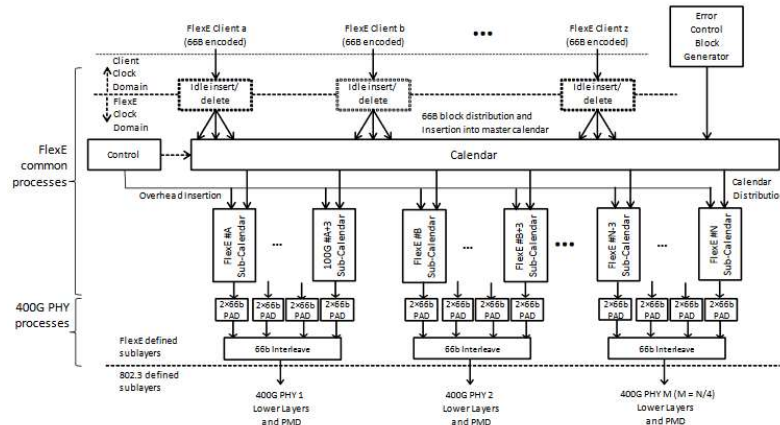 FlexE Client a
(66B encoded)
FlexE Client b
(66B encoded)
•••
FlexE Client z
(66B encoded)
Error
Control
Block
Generator
Client
Clock
Domain
FlexE
Clock
Domain
Idle insert/
delete
Idle insert/
delete
Idle insert/
delete
66B block distribution and
Insertion into master calendar
FlexE
common
processes
Control
Calendar
Overhead Insertion
Calendar
Distributio
FlexE #A
Sub-Calendar
...
100G #A+3
Sub-Calendar
FlexE #B
Sub-Calendar
...
FlexE #B+3
Sub-Calendar
•••
FlexE #N-3
Sub-Calendar
...
FlexE #N
Sub-Calendar
400G PHY
processes
2×66b
PAD
2×66b
PAD
2×66b
PAD
2×66b
PAD
2×66b
PAD
2×66b
PAD
2×66b
PAD
2×66b
PAD
2×66b
PAD
2×66b
PAD
2×66b
PAD
2×66b
PAD
FlexE defined
sublayers
66b Interleave
66b Interleave
66b Interleave
802.3 defined
sublayers
400G PHY 1
Lower Layers
and PMD
400G PHY 2
Lower Layers
and PMD
400G PHY M (M = N/4)
Lower Layers
and PMD